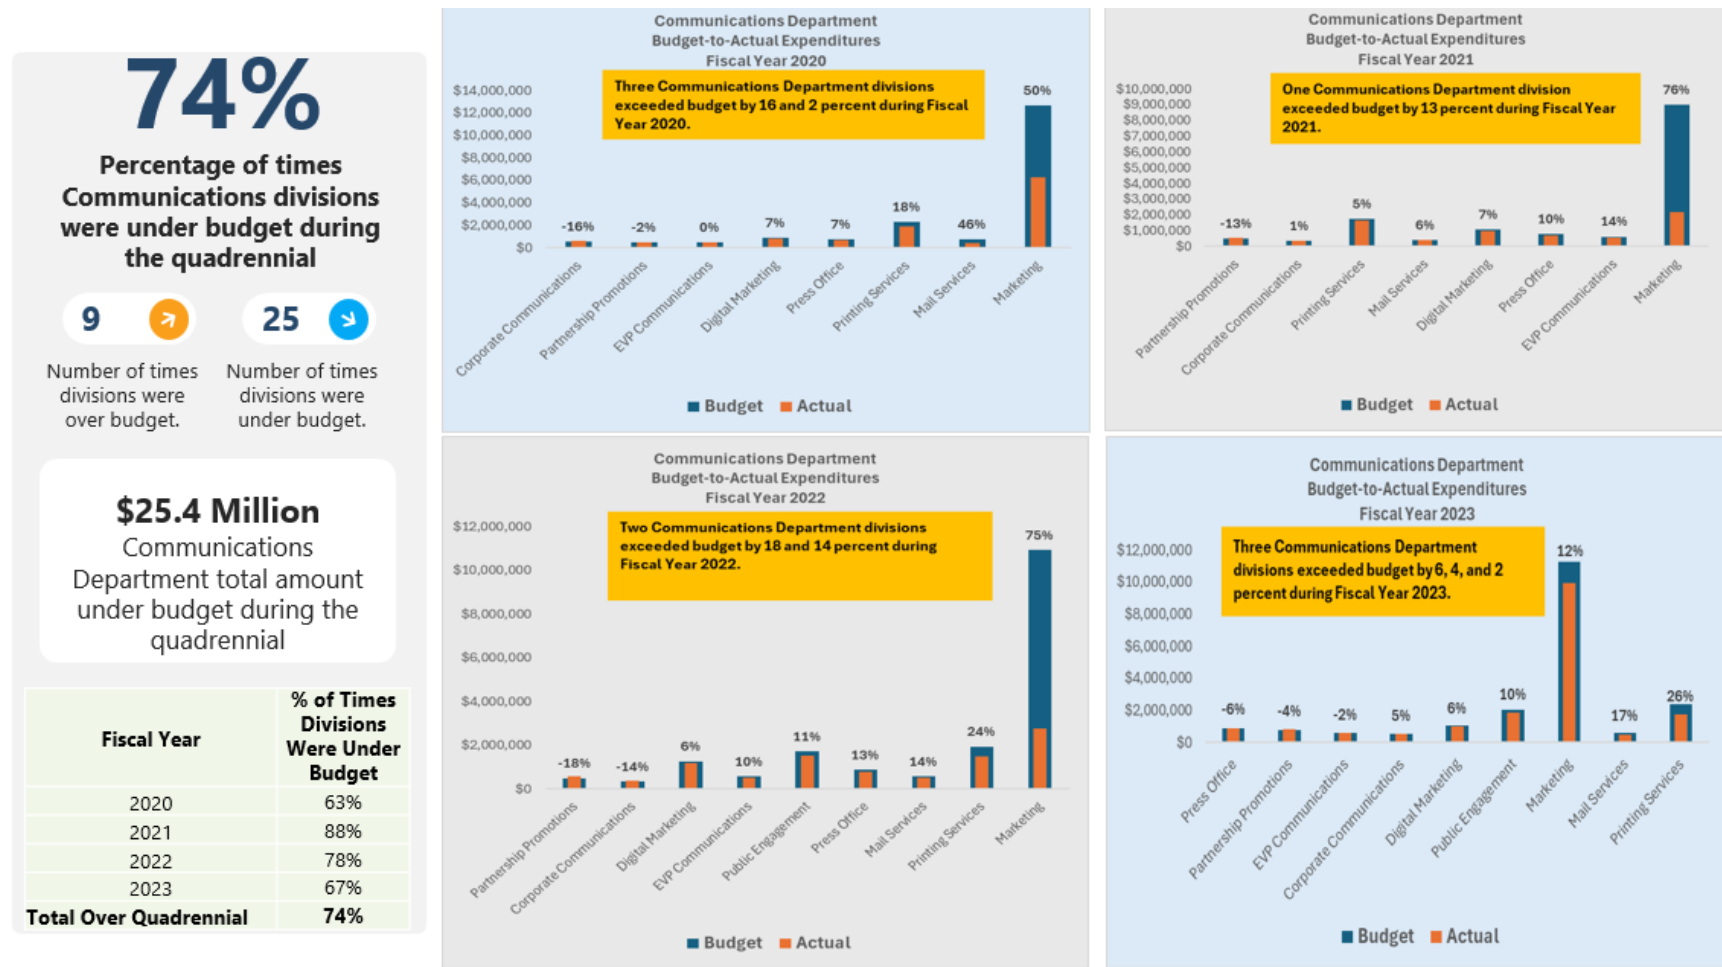 74%
Percentage of times
Communications divisions
were under budget during
the quadrennial
9
25
Number of times
divisions were
over budget.
Number of times
divisions were
under budget.
$25.4 Million
Communications
Department total amount
under budget during the
quadrennial
Fiscal Year
% of Times
Divisions
Were Under
Budget
2020 63%
2021 88%
2022 78%
2023 67%
Total Over Quadrennial 74%
Communications Department
Budget-to-Actual Expenditures
Fiscal Year 2020
Three Communications Department divisions
exceeded budget by 16 and 2 percent during Fiscal
Year 2020.
$14,000,000
$12,000,000
$10,000,000
$8,000,000
$6,000,000
$4,000,000
$2,000,000
$0
-16% -2% 0% 7% 7% 18% 46% 50%
Corporate Communications
Partnership Promotions
EVP Communications
Digital Marketing
Press Office
Printing Services
Mail Services
Marketing
Budget Actual
Communications Department
Budget-to-Actual Expenditures
Fiscal Year 2021
One Communications Department division
exceeded budget by 13 percent during Fiscal Year
2021.
$10,000,000
$9,000,000
$8,000,000
$7,000,000
$6,000,000
$5,000,000
$4,000,000
$3,000,000
$2,000,000
$1,000,000
$0
-13% 1% 5% 6% 7% 10% 14% 76%
Partnership Promotions
Corporate Communications
Printing Services
Mail Services
Digital Marketing
Press Office
EVP Communications
Marketing
Budget Actual
Communications Department
Budget-to-Actual Expenditures
Fiscal Year 2022
Two Communications Department divisions
exceeded budget by 18 and 14 percent during
Fiscal Year 2022.
$12,000,000
$10,000,000
$8,000,000
$6,000,000
$4,000,000
$2,000,000
$0
-18% -14% 6% 10% 11% 13% 14% 24% 75%
Partnership Promotions
Corporate Communications
Digital Marketing
EVP Communications
Public Engagement
Press Office
Mail Services
Printing Services
Marketing
Budget Actual
Communications Department
Budget-to-Actual Expenditures
Fiscal Year 2023
Three Communications Department
divisions exceeded budget by 6, 4, and 2
percent during Fiscal Year 2023.
$12,000,000
$10,000,000
$8,000,000
$6,000,000
$4,000,000
$2,000,000
$0
-6% -4% -2% 5% 6% 10% 12% 17% 26%
Press Office
Partnership Promotions
EVP Communications
Corporate Communications
Digital Marketing
Public Engagement
Marketing
Mail Services
Printing Services
Budget Actual